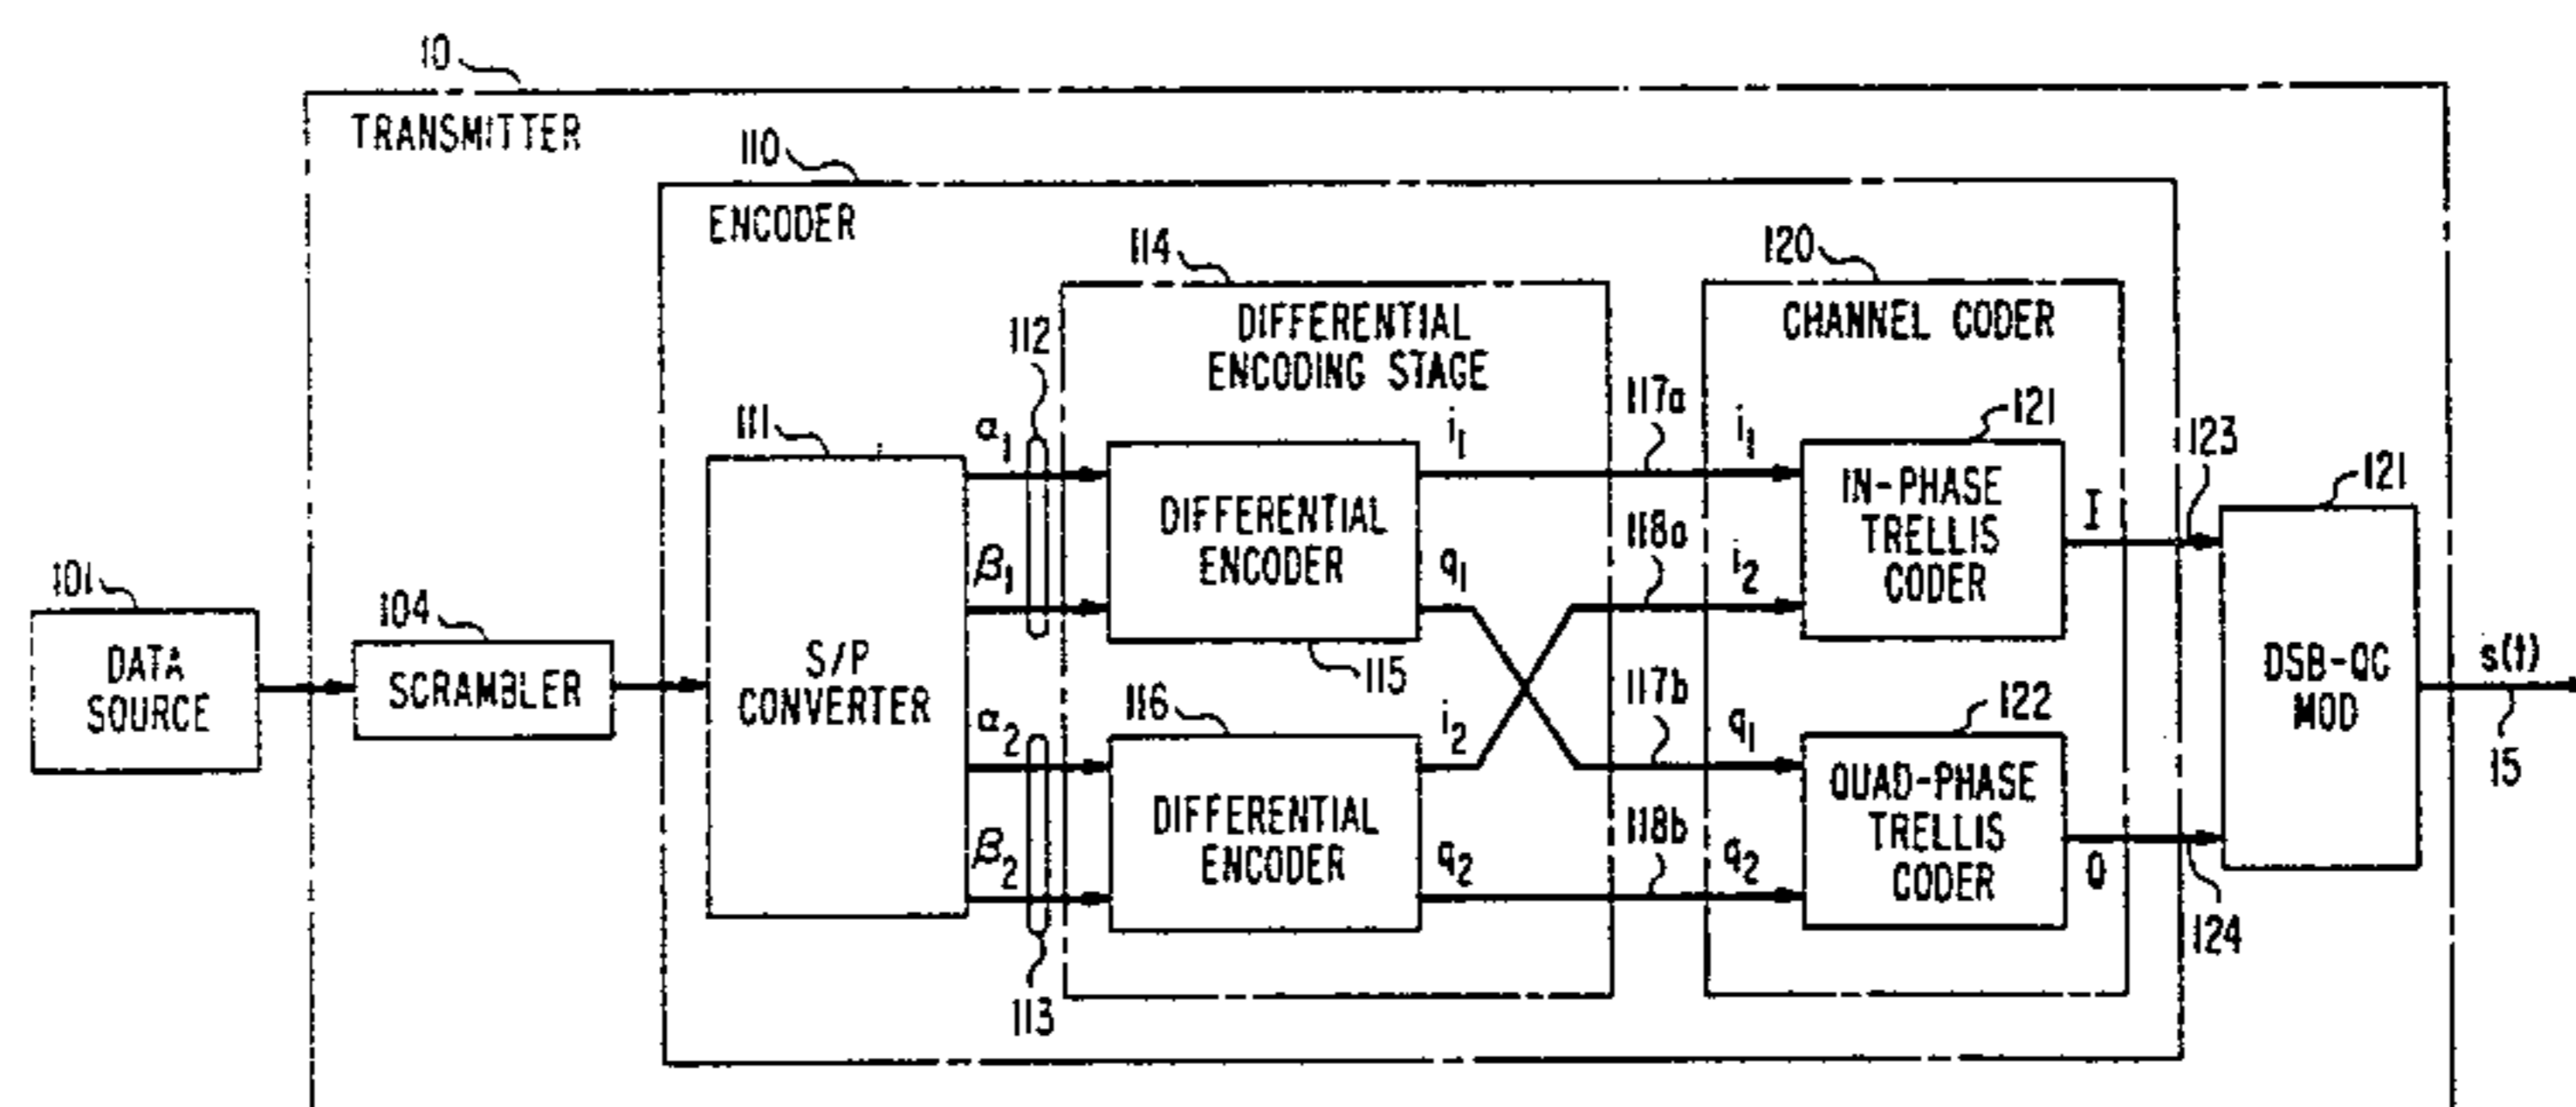 10
TRANSMITTER
110
ENCODER
114
DIFFERENTIAL
ENCODING STAGE
120
CHANNEL CODER
101
DATA
SOURCE
104
SCRAMBLER
111
S/P
CONVERTER
112
α1
β1
α2
β2
113
DIFFERENTIAL
ENCODER
115
116
DIFFERENTIAL
ENCODER
i1
q1
i2
q2
117a
118a
117b
118b
i1
i2
q1
q2
121
IN-PHASE
TRELLIS
CODER
122
QUAD-PHASE
TRELLIS
CODER
I
Q
123
124
121
DSB-QC
MOD
s(t)
15